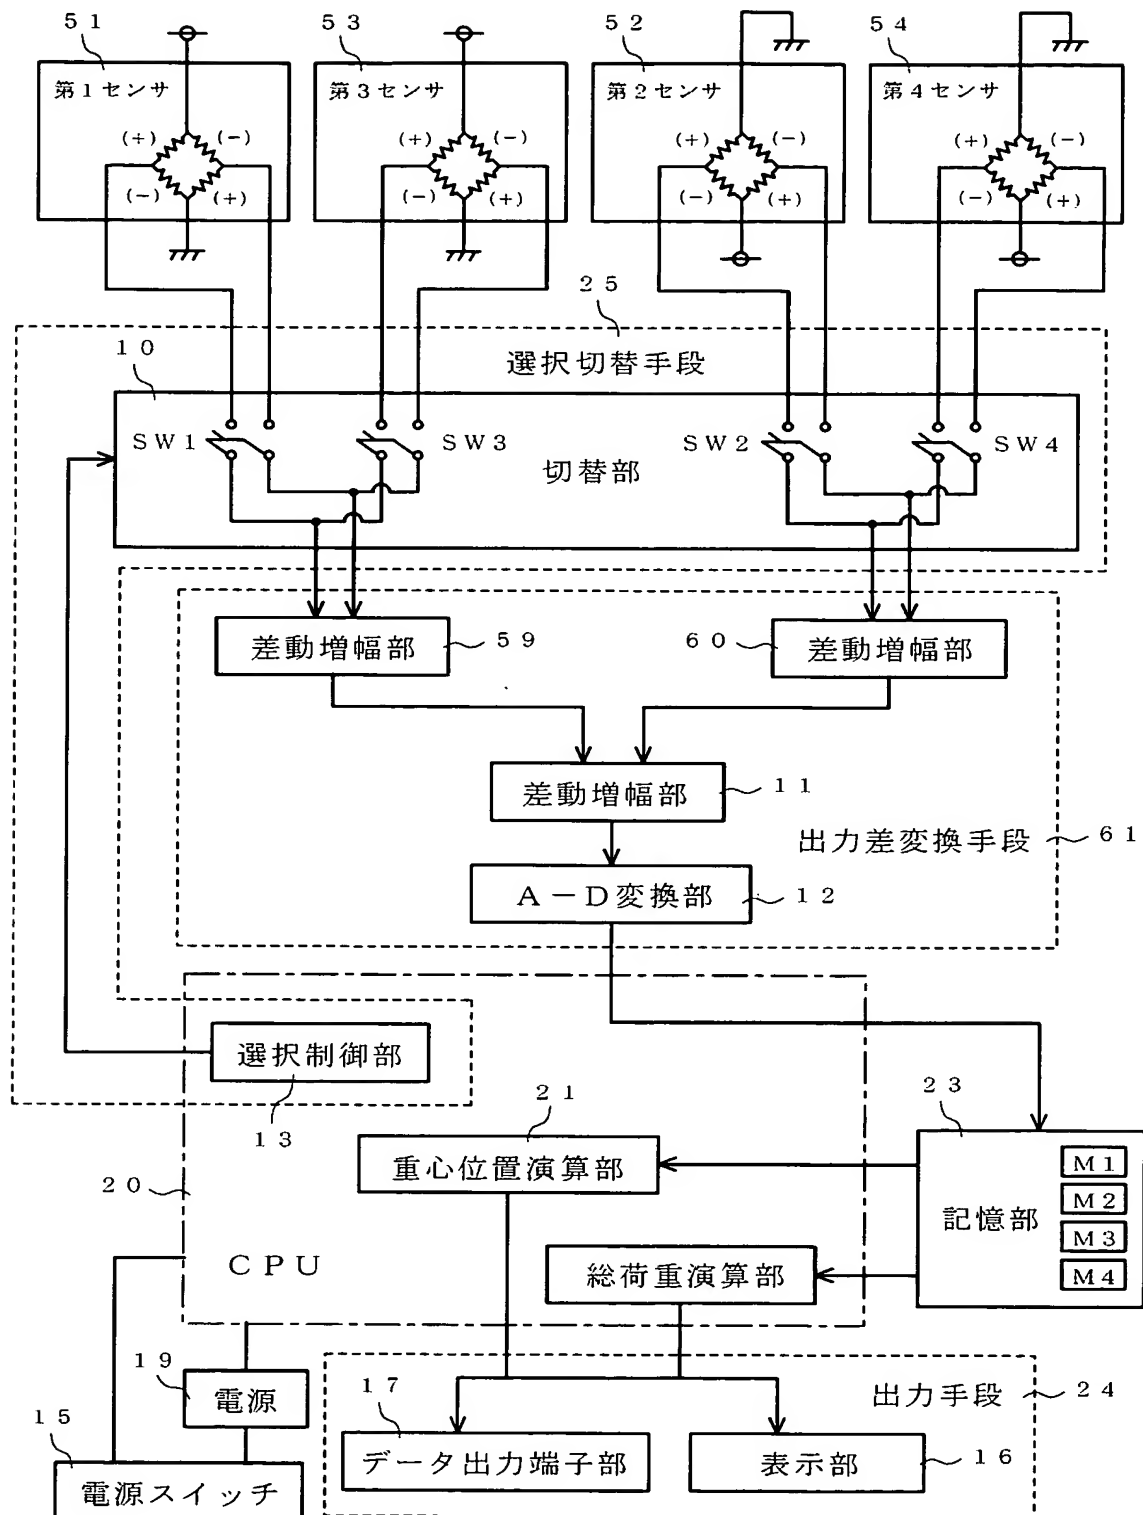 ５１
５３
５２
５４
第１センサ
第３センサ
第２センサ
第４センサ
(+)
(-)
(-)
(+)
(+)
(-)
(-)
(+)
(+)
(-)
(-)
(+)
(+)
(-)
(-)
(+)
２５
選択切替手段
１０
ＳＷ１
ＳＷ３
ＳＷ２
ＳＷ４
切替部
差動増幅部
５９
６０
差動増幅部
差動増幅部
１１
出力差変換手段
６１
Ａ－Ｄ変換部
１２
選択制御部
１３
２１
２３
重心位置演算部
２０
Ｍ１
Ｍ２
記憶部
Ｍ３
Ｍ４
ＣＰＵ
総荷重演算部
１９
電源
１５
電源スイッチ
１７
出力手段
２４
データ出力端子部
表示部
１６